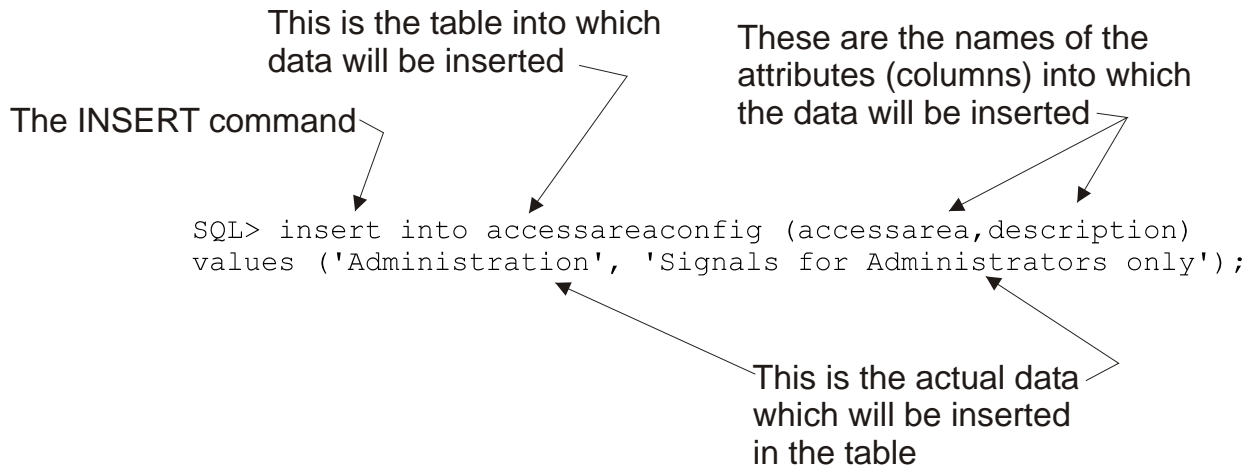 This is the table into which
data will be inserted
These are the names of the
attributes (columns) into which
the data will be inserted
The INSERT command
SQL> insert into accessareaconfig (accessarea,description)
values ('Administration', 'Signals for Administrators only');
This is the actual data
which will be inserted
in the table